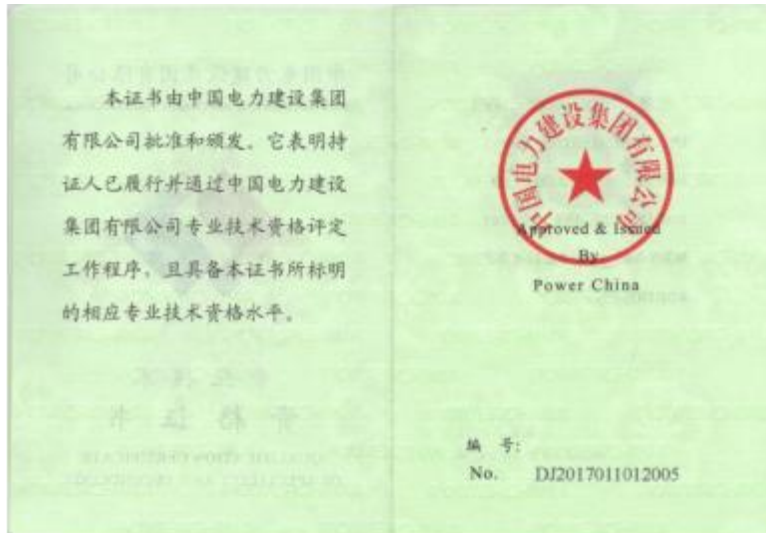 本证书由中国电力建设集团
有限公司批准和颁发。它表明持
证人已履行并通过中国电力建设
集团有限公司专业技术资格评定
工作程序，且具备本证书所标明
的相应专业技术资格水平。
中国电力建设集团有限公司
Approved & Issued
By
Power China
编 号:
No. DJ2017011012005